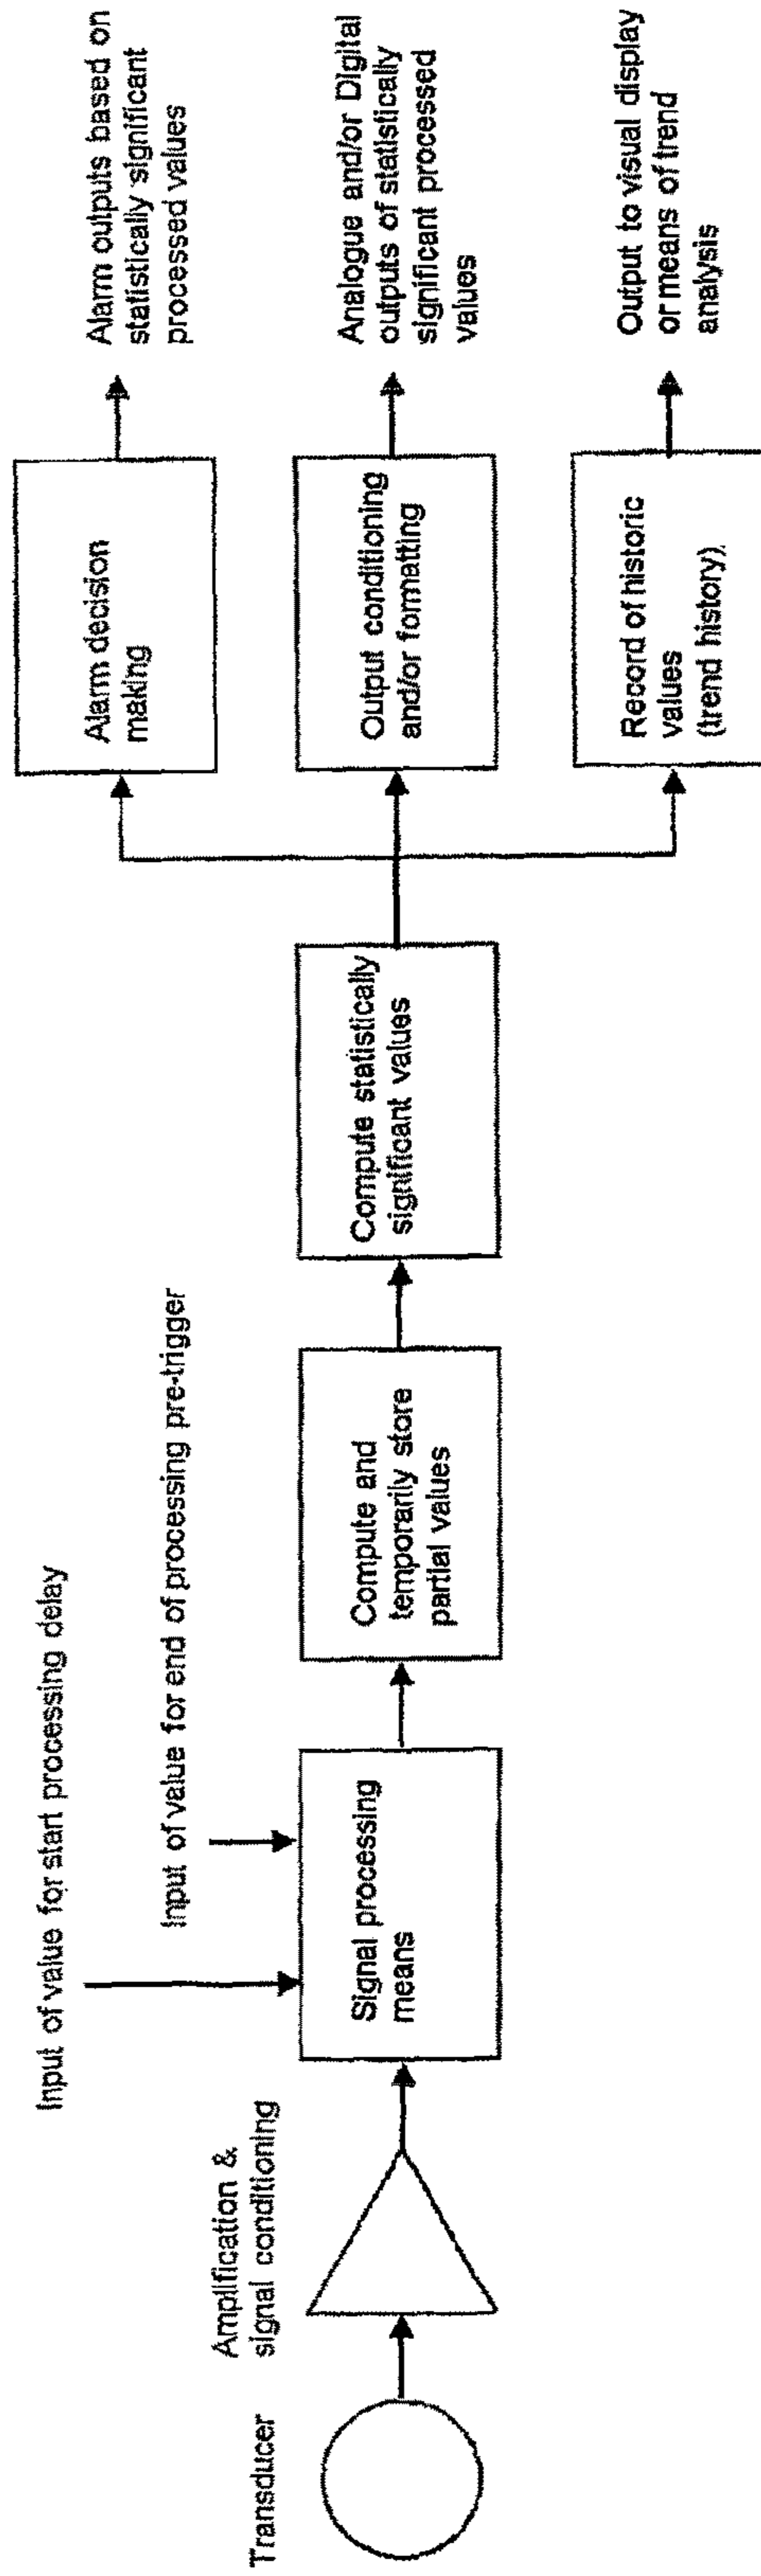 Transducer
Amplification &
signal conditioning
Input of value for start processing delay
Input of value for end of processing pre-trigger
Signal processing
means
Compute and
temporarily store
partial values
Compute statistically
significant values
Alarm decision
making
Output conditioning
and/or formatting
Record of historic
values
(trend history).
Alarm outputs based on
statistically significant
processed values
Analogue and/or Digital
outputs of statistically
significant processed
values
Output to visual display
or means of trend
analysis